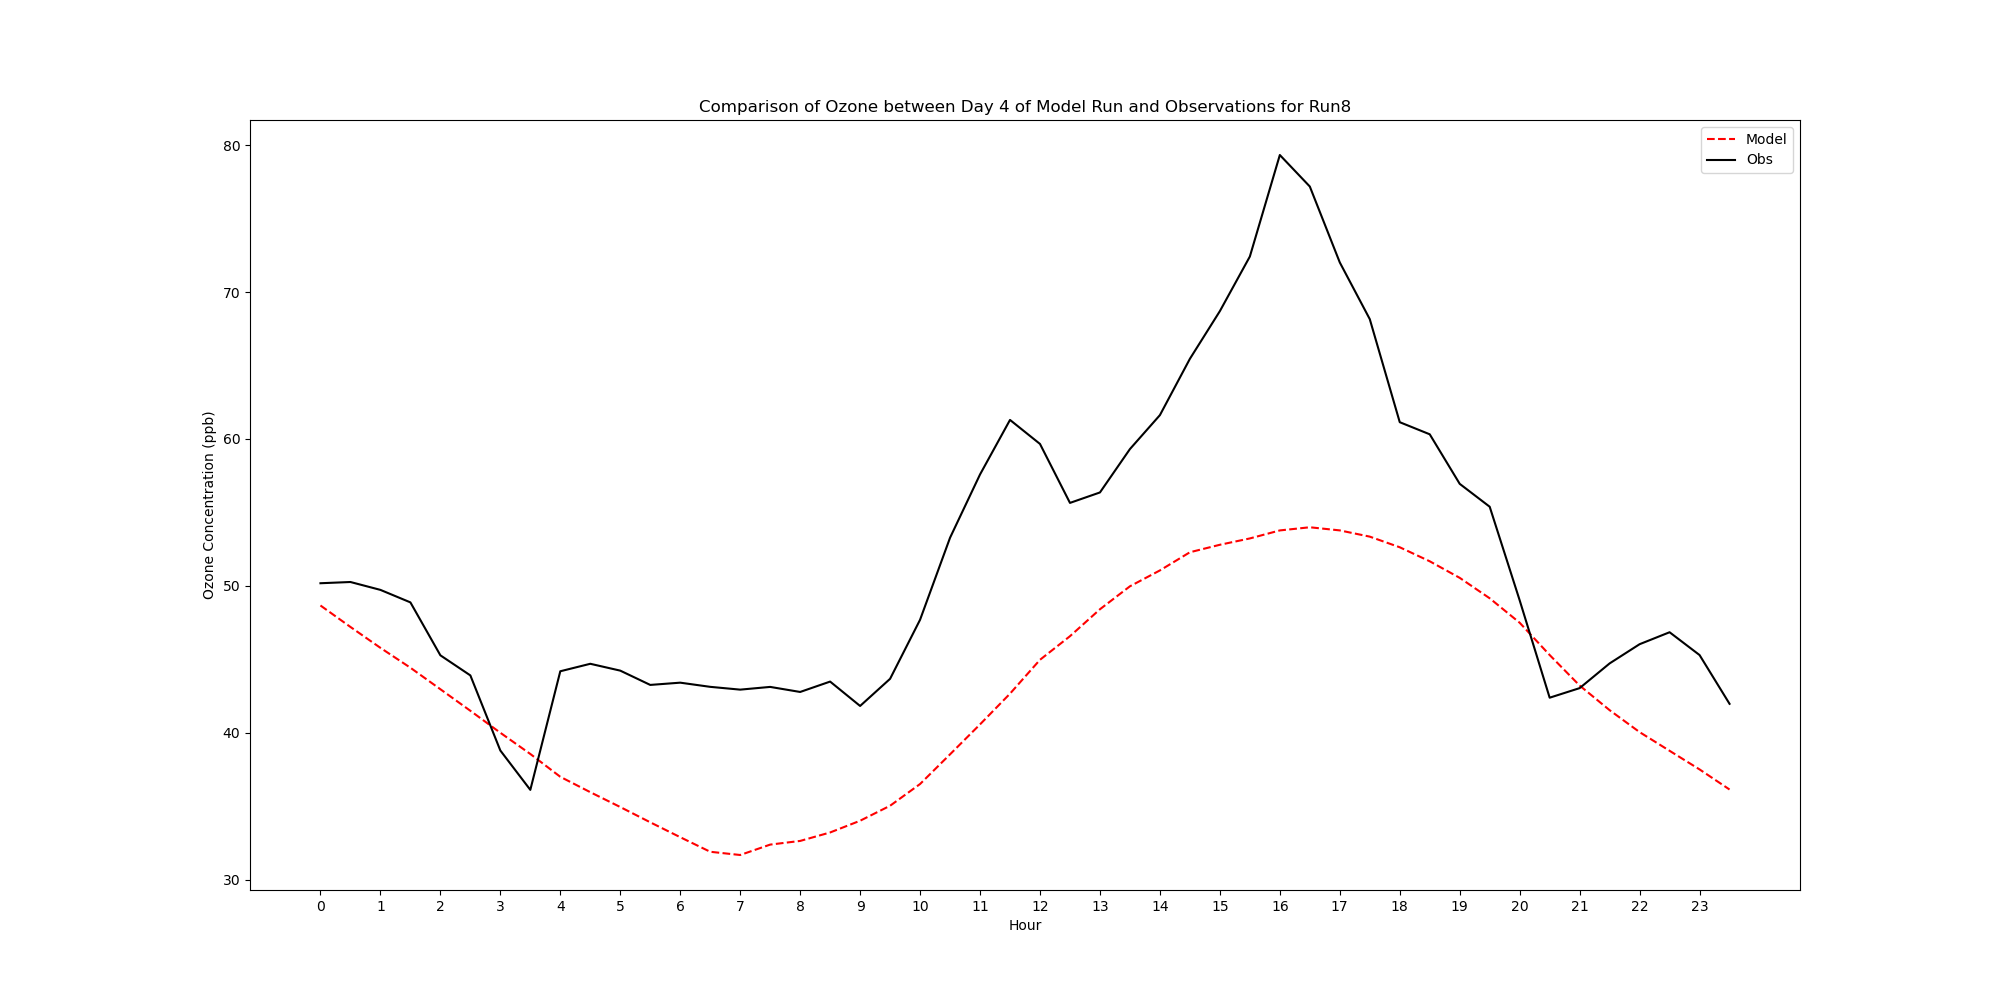 Comparison of Ozone between Day 4 of Model Run and Observations for Run8
Model
Obs
80
70
60
50
40
30
Ozone Concentration (ppb)
0 1 2 3 4 5 6 7 8 9 10 11 12 13 14 15 16 17 18 19 20 21 22 23
Hour